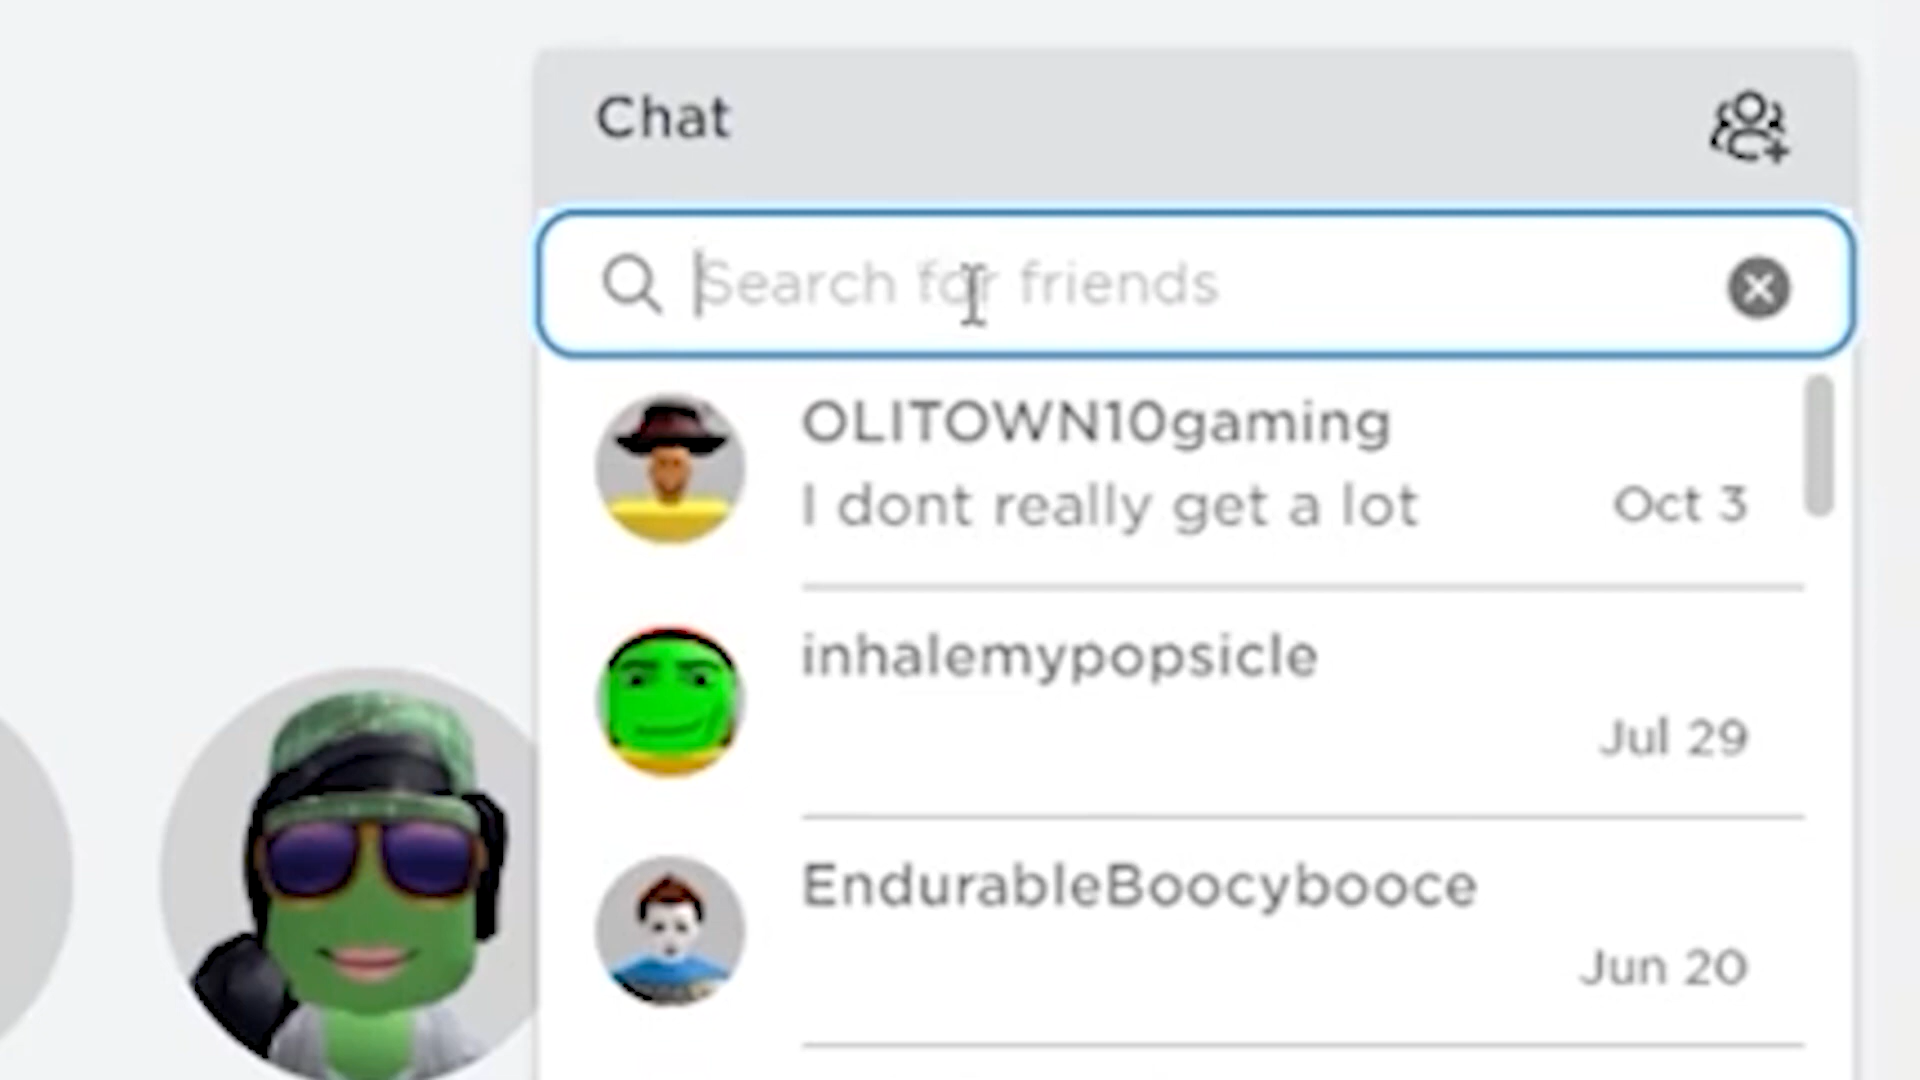 Chat
Search for friends
OLITOWN10gaming
I dont really get a lot
Oct 3
inhalemypopsicle
Jul 29
EndurableBoocybooce
Jun 20